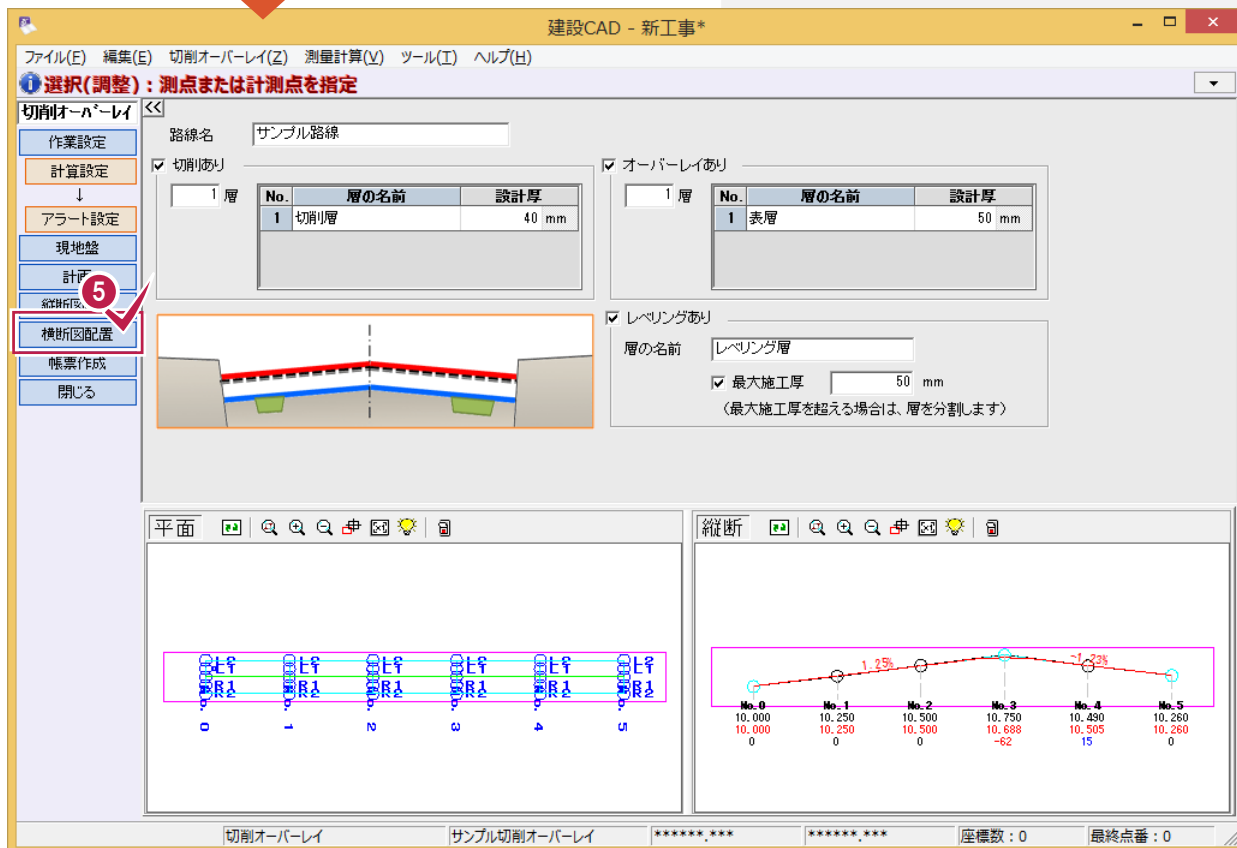 建設CAD - 新工事*
ファイル(F) 編集(E) 切削オーバーレイ(Z) 測量計算(V) ツール(T) ヘルプ(H)
選択(調整)：測点または計測点を指定
切削オーバーレイ
作業設定
計算設定
↓
アラート設定
現地盤
5
横断図配置
帳票作成
閉じる
<<
路線名 サンプル路線
切削あり
1 層
No. 層の名前 設計厚
1 切削層 40 mm
オーバーレイあり
1 層
No. 層の名前 設計厚
1 表層 50 mm
レベリングあり
層の名前 レベリング層
最大施工厚 50 mm
（最大施工厚を超える場合は、層を分割します）
平面
0 1 2 3 4 5
縦断
1.25% -1.23%
No.0 No.1 No.2 No.3 No.4 No.5
10.000 10.250 10.500 10.750 10.490 10.260
10.000 10.250 10.500 10.688 10.505 10.260
0 0 0 -62 15 0
切削オーバーレイ サンプル切削オーバーレイ ******.*** ******.*** 座標数：0 最終点番：0